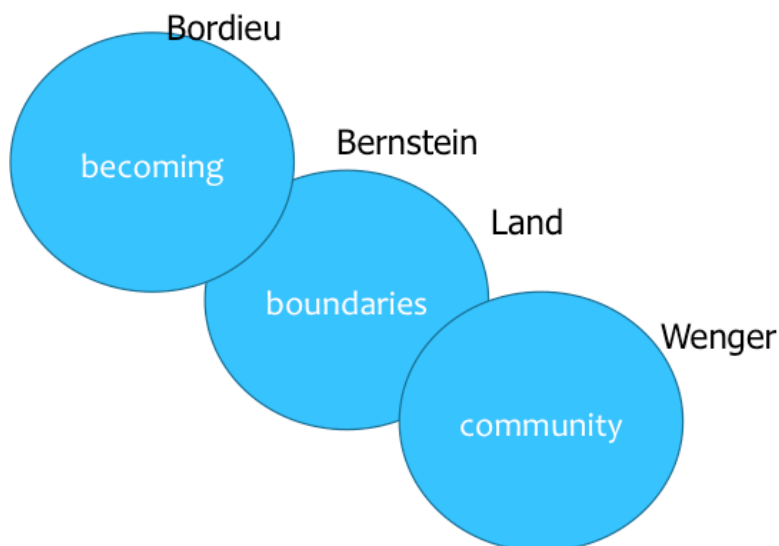 Bordieu
becoming
Bernstein
Land
boundaries
Wenger
community